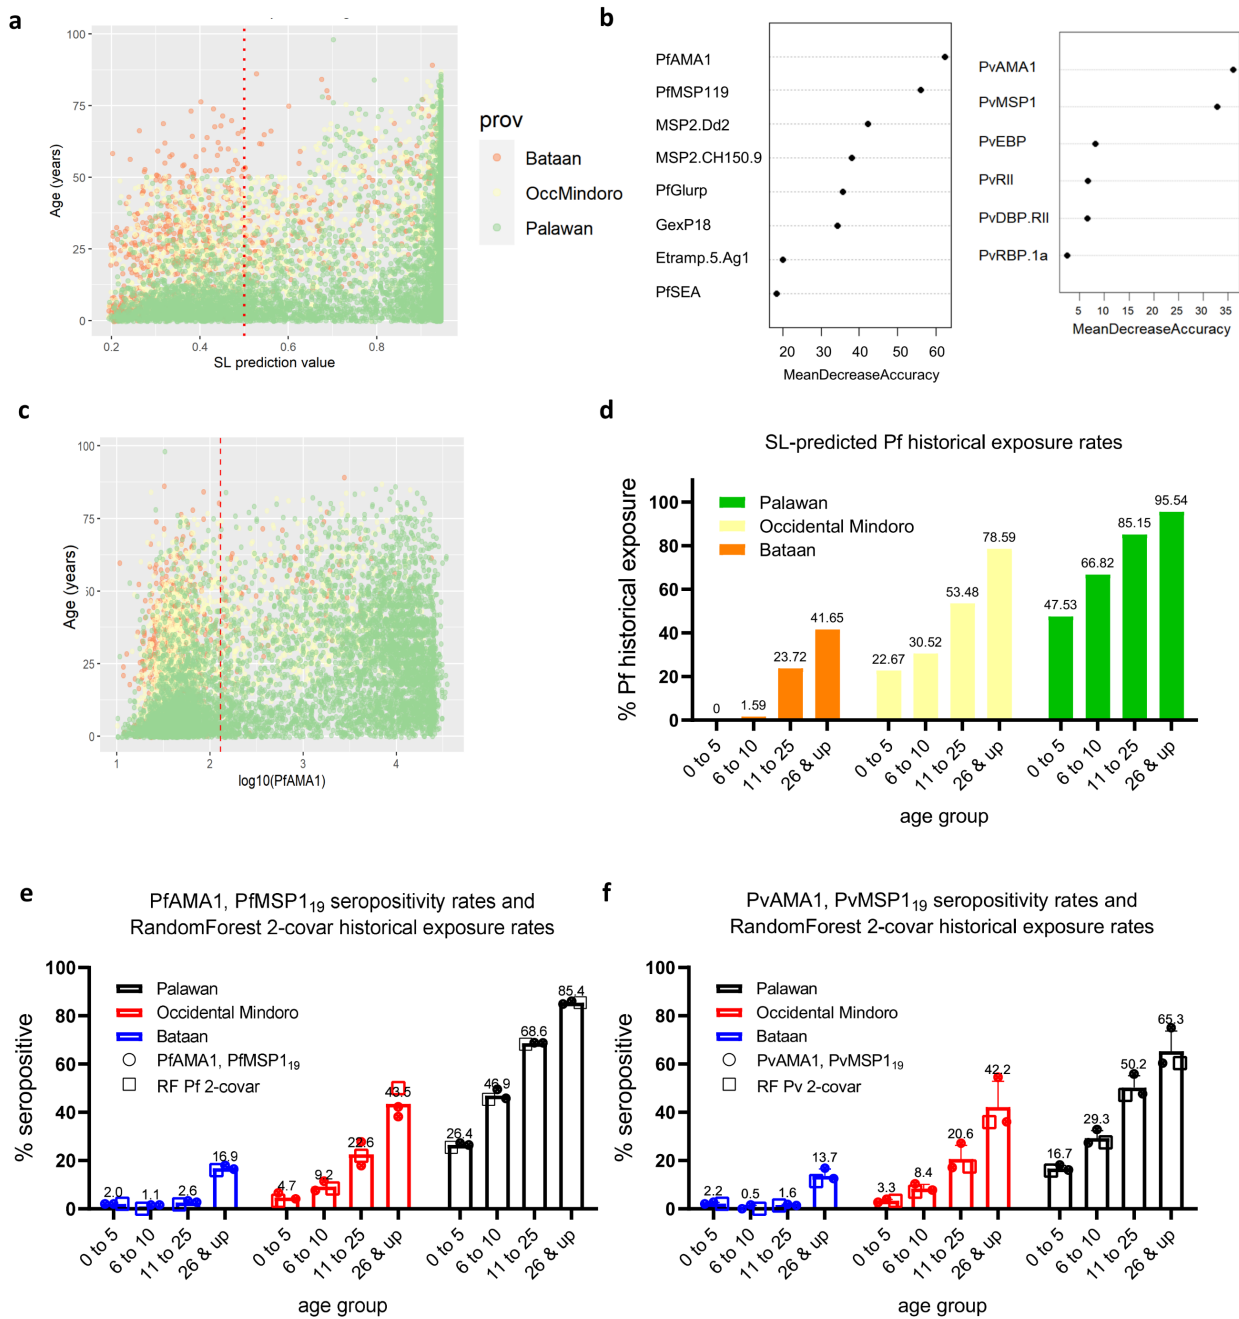 a
100
75
50
25
0
Age (years)
0.2
0.4
0.6
0.8
SL prediction value
prov
Bataan
OccMindoro
Palawan
b
PfAMA1
PfMSP119
MSP2.Dd2
MSP2.CH150.9
PfGlurp
GexP18
Etramp.5.Ag1
PfSEA
20
30
40
50
60
MeanDecreaseAccuracy
PvAMA1
PvMSP1
PvEBP
PvRII
PvDBP.RII
PvRBP.1a
5
10
15
20
25
30
35
MeanDecreaseAccuracy
c
100
75
50
25
0
Age (years)
1
2
3
4
log10(PfAMA1)
d
SL-predicted Pf historical exposure rates
% Pf historical exposure
100
80
60
40
20
0
Palawan
Occidental Mindoro
Bataan
0
1.59
23.72
41.65
22.67
30.52
53.48
78.59
47.53
66.82
85.15
95.54
0 to 5
6 to 10
11 to 25
26 & up
0 to 5
6 to 10
11 to 25
26 & up
0 to 5
6 to 10
11 to 25
26 & up
age group
e
PfAMA1, PfMSP1₁₉ seropositivity rates and
RandomForest 2-covar historical exposure rates
% seropositive
100
80
60
40
20
0
Palawan
Occidental Mindoro
Bataan
PfAMA1, PfMSP1₁₉
RF Pf 2-covar
2.0
1.1
2.6
16.9
4.7
9.2
22.6
43.5
26.4
46.9
68.6
85.4
0 to 5
6 to 10
11 to 25
26 & up
0 to 5
6 to 10
11 to 25
26 & up
0 to 5
6 to 10
11 to 25
26 & up
age group
f
PvAMA1, PvMSP1₁₉ seropositivity rates and
RandomForest 2-covar historical exposure rates
% seropositive
100
80
60
40
20
0
Palawan
Occidental Mindoro
Bataan
PvAMA1, PvMSP1₁₉
RF Pv 2-covar
2.2
0.5
1.6
13.7
3.3
8.4
20.6
42.2
16.7
29.3
50.2
65.3
0 to 5
6 to 10
11 to 25
26 & up
0 to 5
6 to 10
11 to 25
26 & up
0 to 5
6 to 10
11 to 25
26 & up
age group